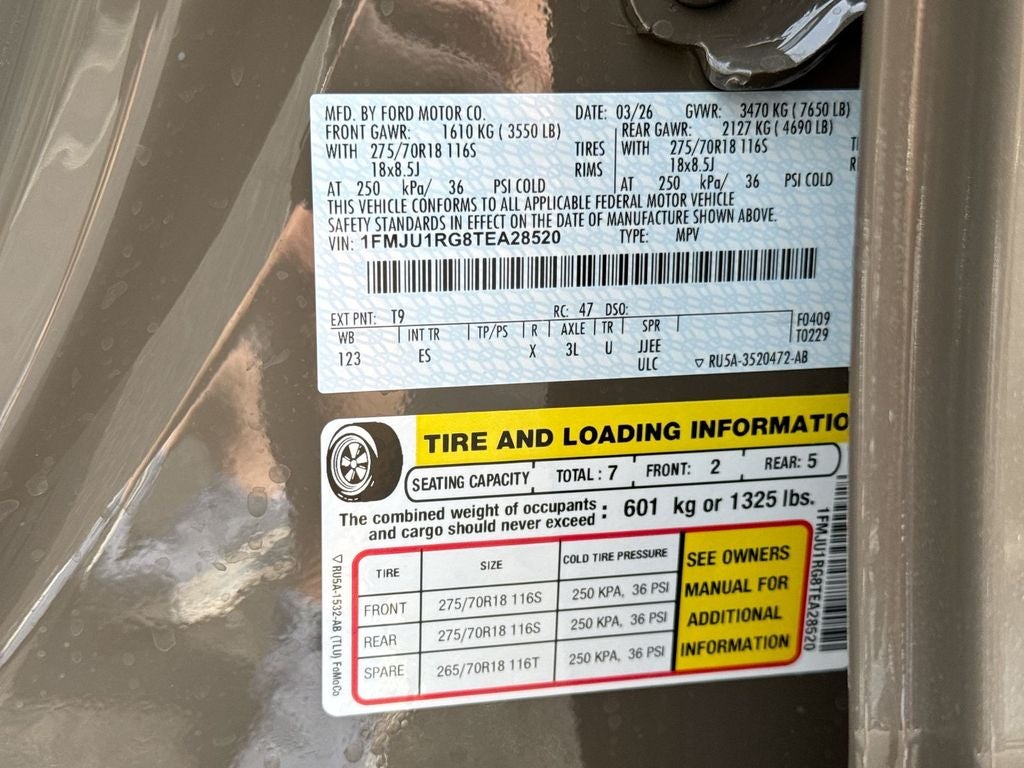 MFD. BY FORD MOTOR CO. DATE: 03/26 GVWR: 3470 KG ( 7650 LB)
FRONT GAWR: 1610 KG ( 3550 LB) REAR GAWR: 2127 KG ( 4690 LB)
WITH 275/70R18 116S TIRES WITH 275/70R18 116S
18x8.5J RIMS 18x8.5J
AT 250 kPa/ 36 PSI COLD AT 250 kPa/ 36 PSI COLD
THIS VEHICLE CONFORMS TO ALL APPLICABLE FEDERAL MOTOR VEHICLE
SAFETY STANDARDS IN EFFECT ON THE DATE OF MANUFACTURE SHOWN ABOVE.
VIN: 1FMJU1RG8TEA28520 TYPE: MPV
EXT PNT: T9 RC: 47 DSO:
WB INT TR TP/PS R AXLE TR SPR F0409
T0229
123 ES X 3L U JJEE
ULC ▽ RU5A-3520472-AB
TIRE AND LOADING INFORMATIO
SEATING CAPACITY TOTAL : 7 FRONT: 2 REAR: 5
The combined weight of occupants
and cargo should never exceed : 601 kg or 1325 lbs.
TIRE SIZE COLD TIRE PRESSURE
FRONT 275/70R18 116S 250 KPA, 36 PSI
REAR 275/70R18 116S 250 KPA, 36 PSI
SPARE 265/70R18 116T 250 KPA, 36 PSI
SEE OWNERS
MANUAL FOR
ADDITIONAL
INFORMATION
▽ RU5A-1532-AB (TLU) FoMoCo
1FMJU1RG8TEA28520